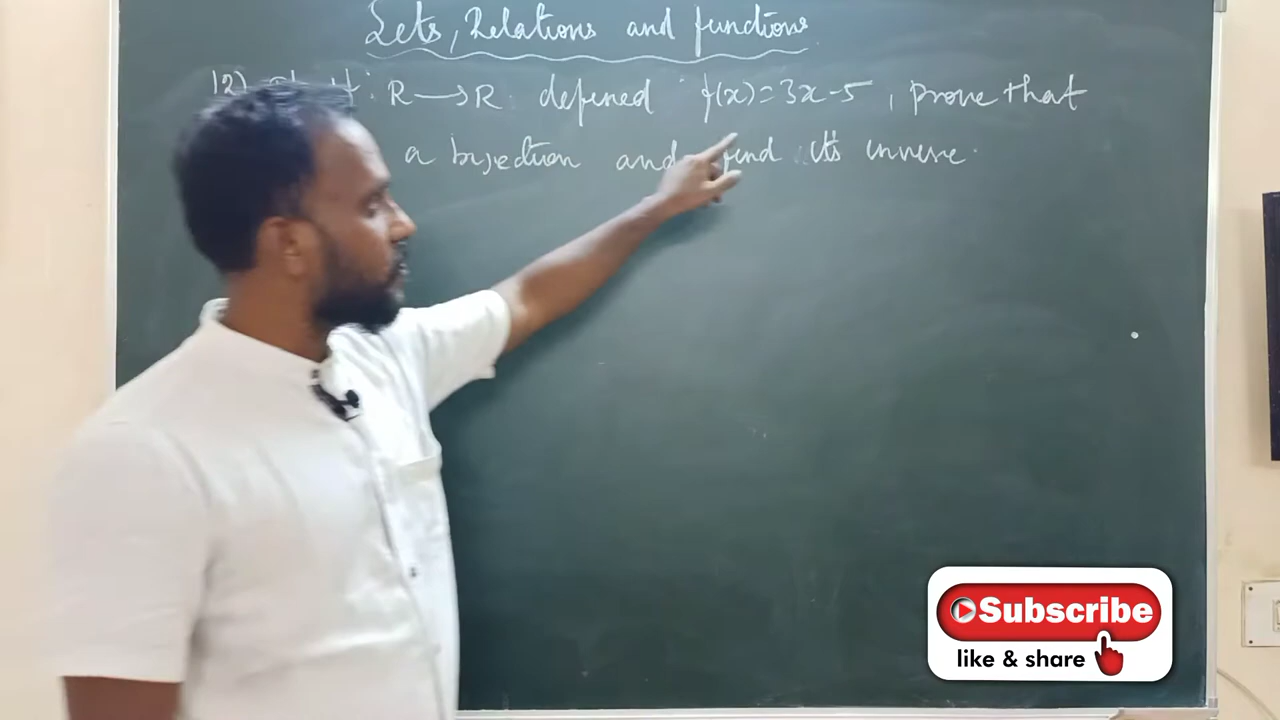 Sets, Relations and functions
12) : R → R defined f(x) = 3x - 5, prove that
a bijection and find its inverse.
Subscribe
like & share